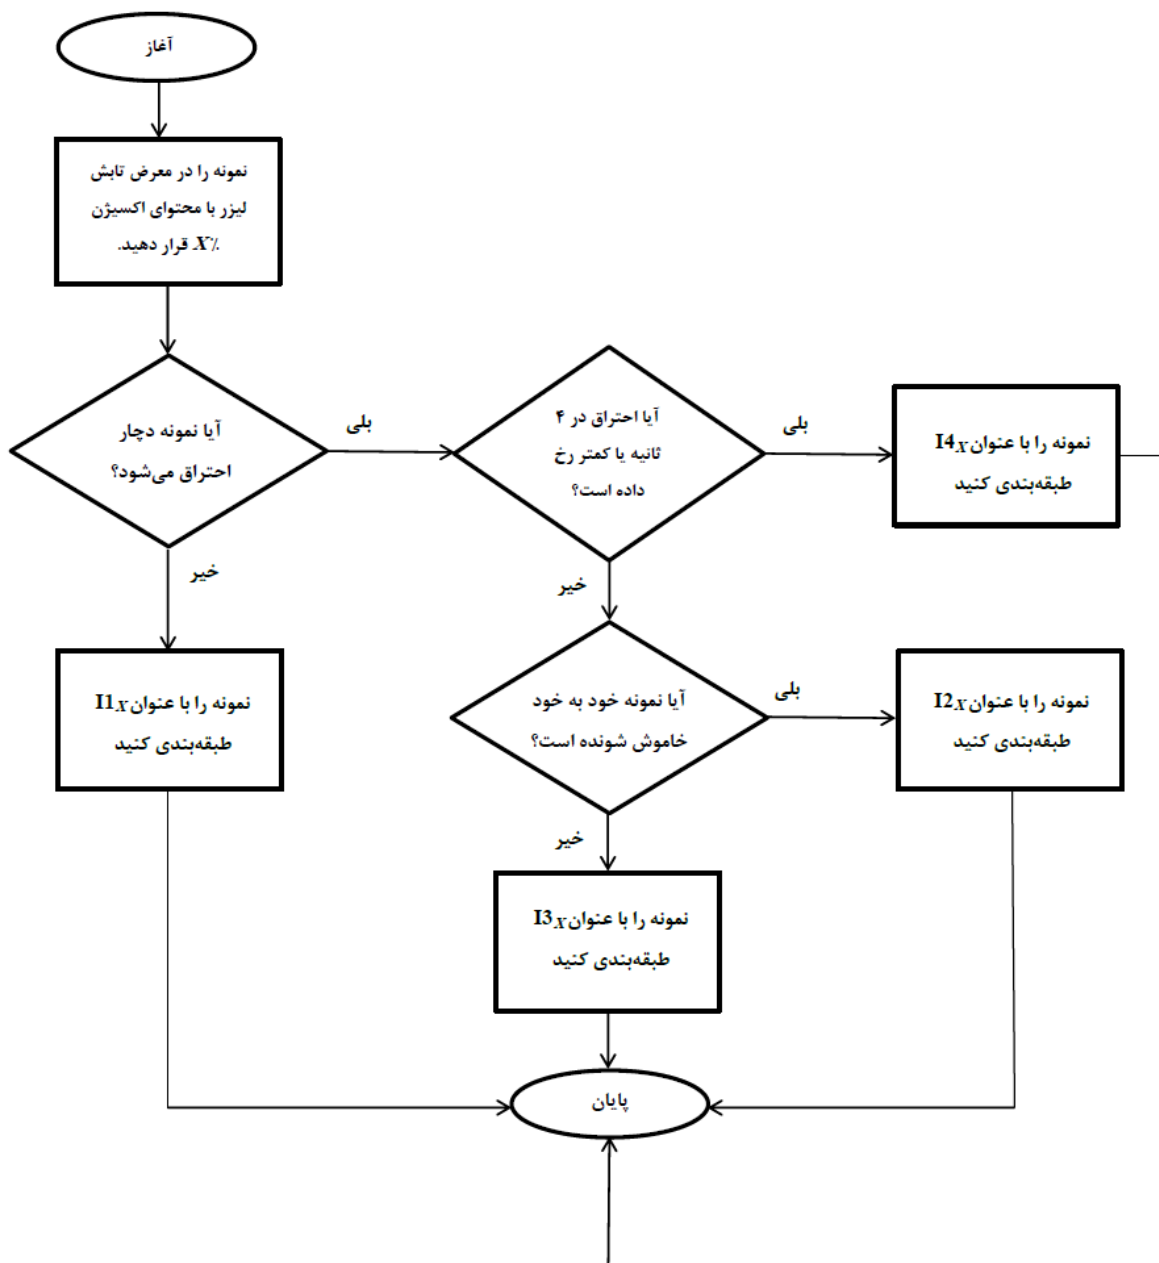 آغاز
نمونه را در معرض تابش
لیزر با محتوای اکسیژن
X٪ قرار دهید.
آیا نمونه دچار
احتراق می‌شود؟
بلی
آیا احتراق در ۴
ثانیه یا کمتر رخ
داده است؟
بلی
نمونه را با عنوان I4X
طبقه‌بندی کنید
خیر
خیر
نمونه را با عنوان I1X
طبقه‌بندی کنید
آیا نمونه خود به خود
خاموش شونده است؟
بلی
نمونه را با عنوان I2X
طبقه‌بندی کنید
خیر
نمونه را با عنوان I3X
طبقه‌بندی کنید
پایان